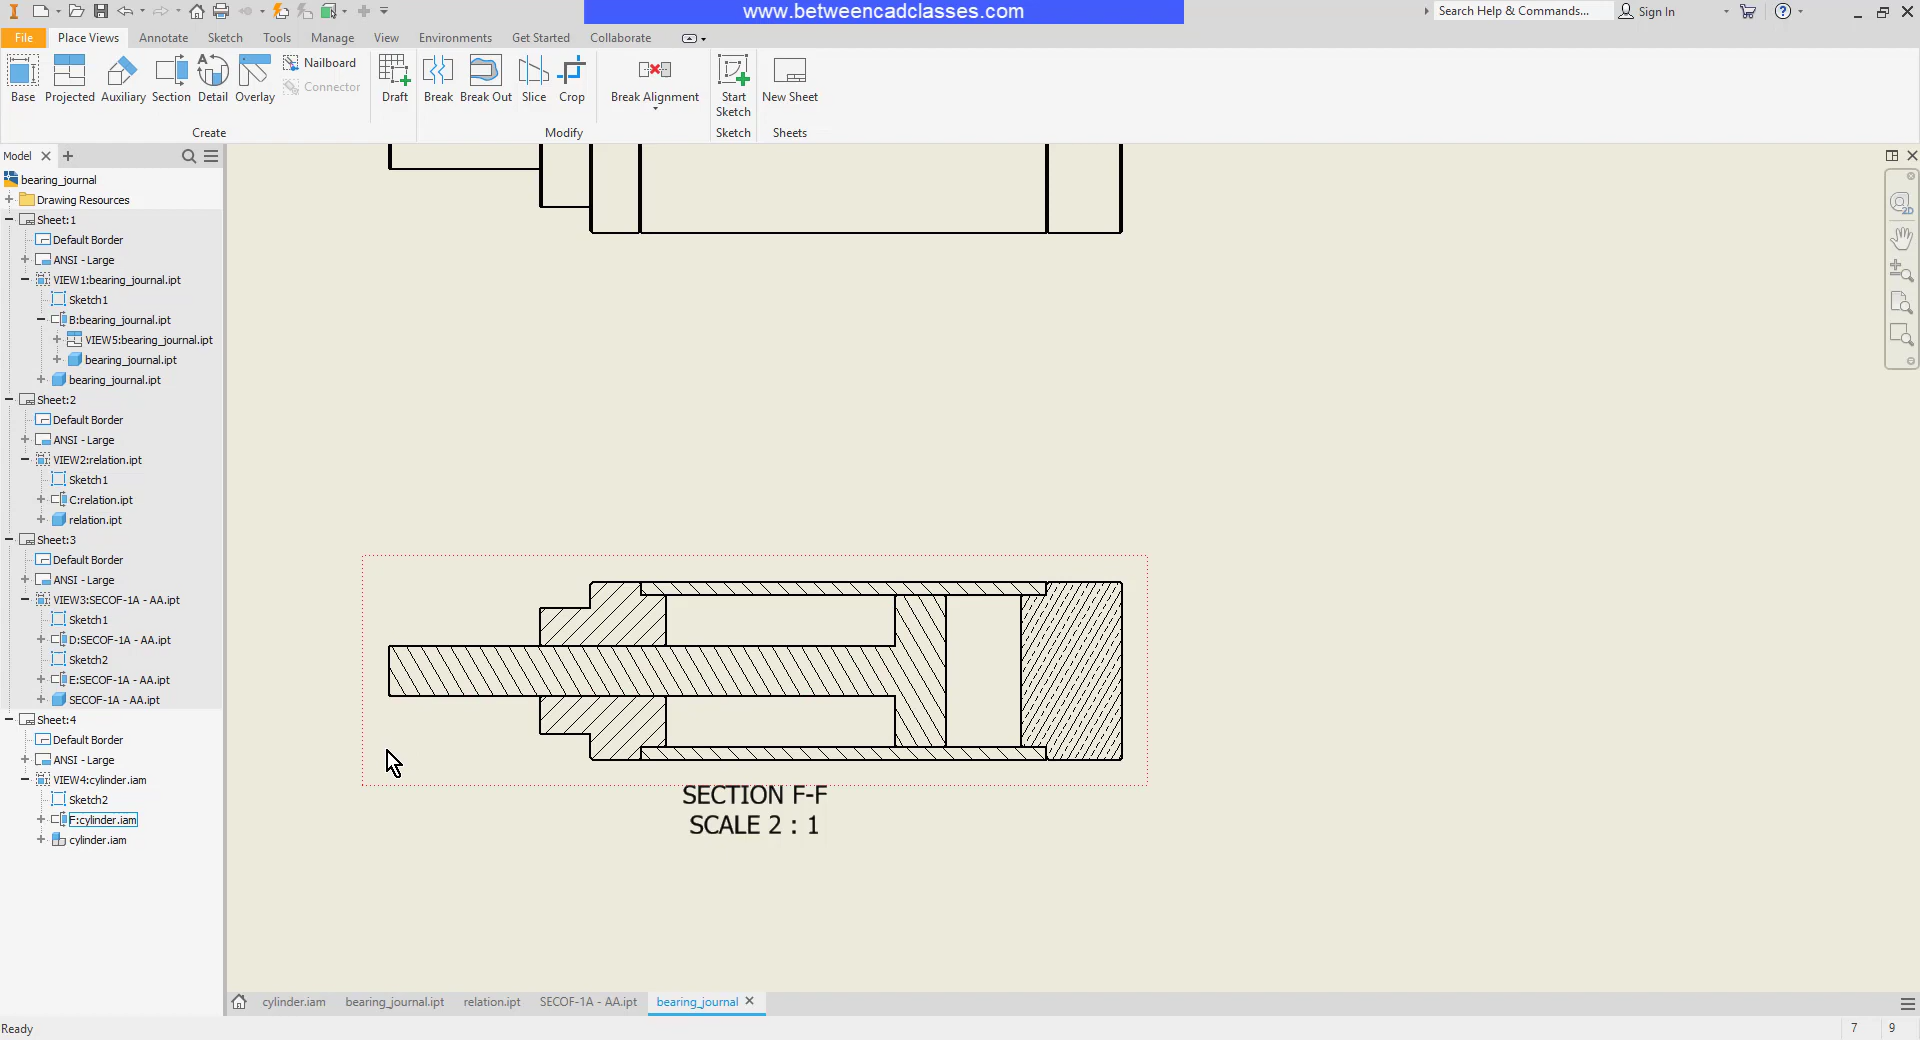 www.betweencadclasses.com
Search Help & Commands...
Sign In
File
Place Views
Annotate
Sketch
Tools
Manage
View
Environments
Get Started
Collaborate
Base
Projected
Auxiliary
Section
Detail
Overlay
Nailboard
Connector
Draft
Break
Break Out
Slice
Crop
Break Alignment
Start
Sketch
New Sheet
Create
Modify
Sketch
Sheets
Model
bearing_journal
Drawing Resources
Sheet:1
Default Border
ANSI - Large
VIEW1:bearing_journal.ipt
Sketch1
B:bearing_journal.ipt
VIEW5:bearing_journal.ipt
bearing_journal.ipt
bearing_journal.ipt
Sheet:2
Default Border
ANSI - Large
VIEW2:relation.ipt
Sketch1
C:relation.ipt
relation.ipt
Sheet:3
Default Border
ANSI - Large
VIEW3:SECOF-1A - AA.ipt
Sketch1
D:SECOF-1A - AA.ipt
Sketch2
E:SECOF-1A - AA.ipt
SECOF-1A - AA.ipt
Sheet:4
Default Border
ANSI - Large
VIEW4:cylinder.iam
Sketch2
F:cylinder.iam
cylinder.iam
SECTION F-F
SCALE 2 : 1
cylinder.iam
bearing_journal.ipt
relation.ipt
SECOF-1A - AA.ipt
bearing_journal
Ready
7
9